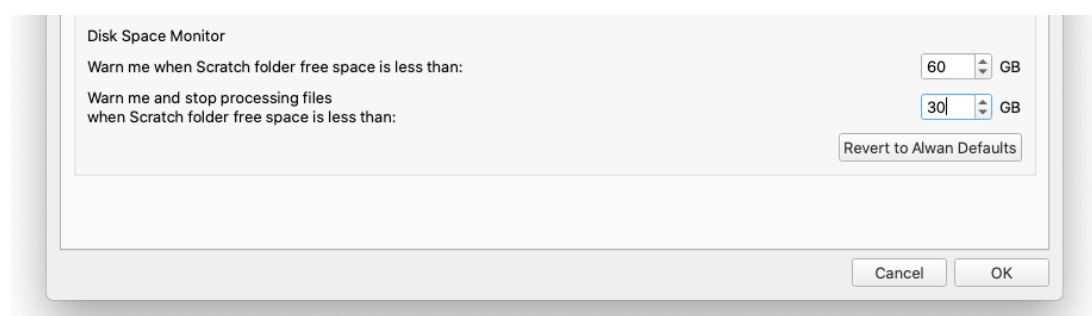 Disk Space Monitor
Warn me when Scratch folder free space is less than: 60 GB
Warn me and stop processing files
when Scratch folder free space is less than: 30 GB
Revert to Alwan Defaults
Cancel OK